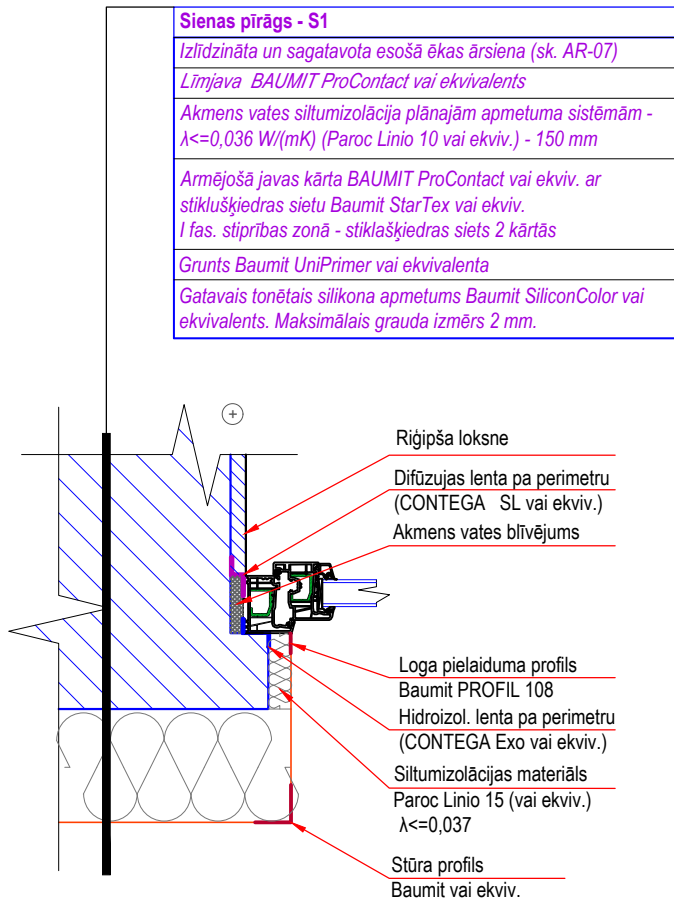 Sienas pīrāgs - S1
Izlīdzināta un sagatavota esošā ēkas ārsiena (sk. AR-07)
Līmjava BAUMIT ProContact vai ekvivalents
Akmens vates siltumizolācija plānajām apmetuma sistēmām -
λ<=0,036 W/(mK) (Paroc Linio 10 vai ekviv.) - 150 mm
Armējošā javas kārta BAUMIT ProContact vai ekviv. ar
stiklušķiedras sietu Baumit StarTex vai ekviv.
I fas. stiprības zonā - stiklašķiedras siets 2 kārtās
Grunts Baumit UniPrimer vai ekvivalenta
Gatavais tonētais silikona apmetums Baumit SiliconColor vai
ekvivalents. Maksimālais grauda izmērs 2 mm.
Riģipša loksne
Difūzujas lenta pa perimetru
(CONTEGA SL vai ekviv.)
Akmens vates blīvējums
Loga pielaiduma profils
Baumit PROFIL 108
Hidroizol. lenta pa perimetru
(CONTEGA Exo vai ekviv.)
Siltumizolācijas materiāls
Paroc Linio 15 (vai ekviv.)
λ<=0,037
Stūra profils
Baumit vai ekviv.